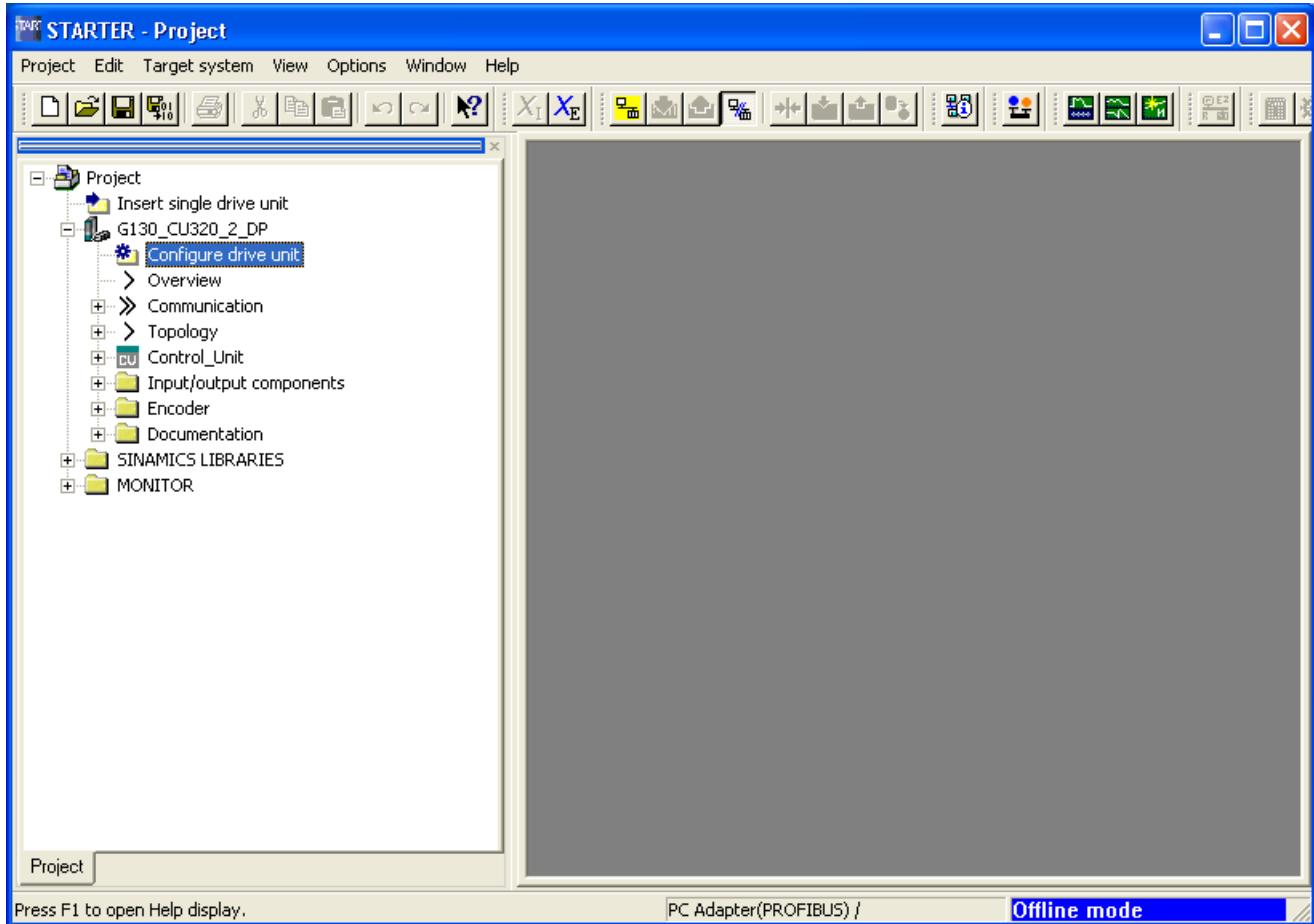 STARTER - Project
Project Edit Target system View Options Window Help
Project
Insert single drive unit
G130_CU320_2_DP
Configure drive unit
Overview
Communication
Topology
CU Control_Unit
Input/output components
Encoder
Documentation
SINAMICS LIBRARIES
MONITOR
Project
Press F1 to open Help display.
PC Adapter(PROFIBUS) /
Offline mode